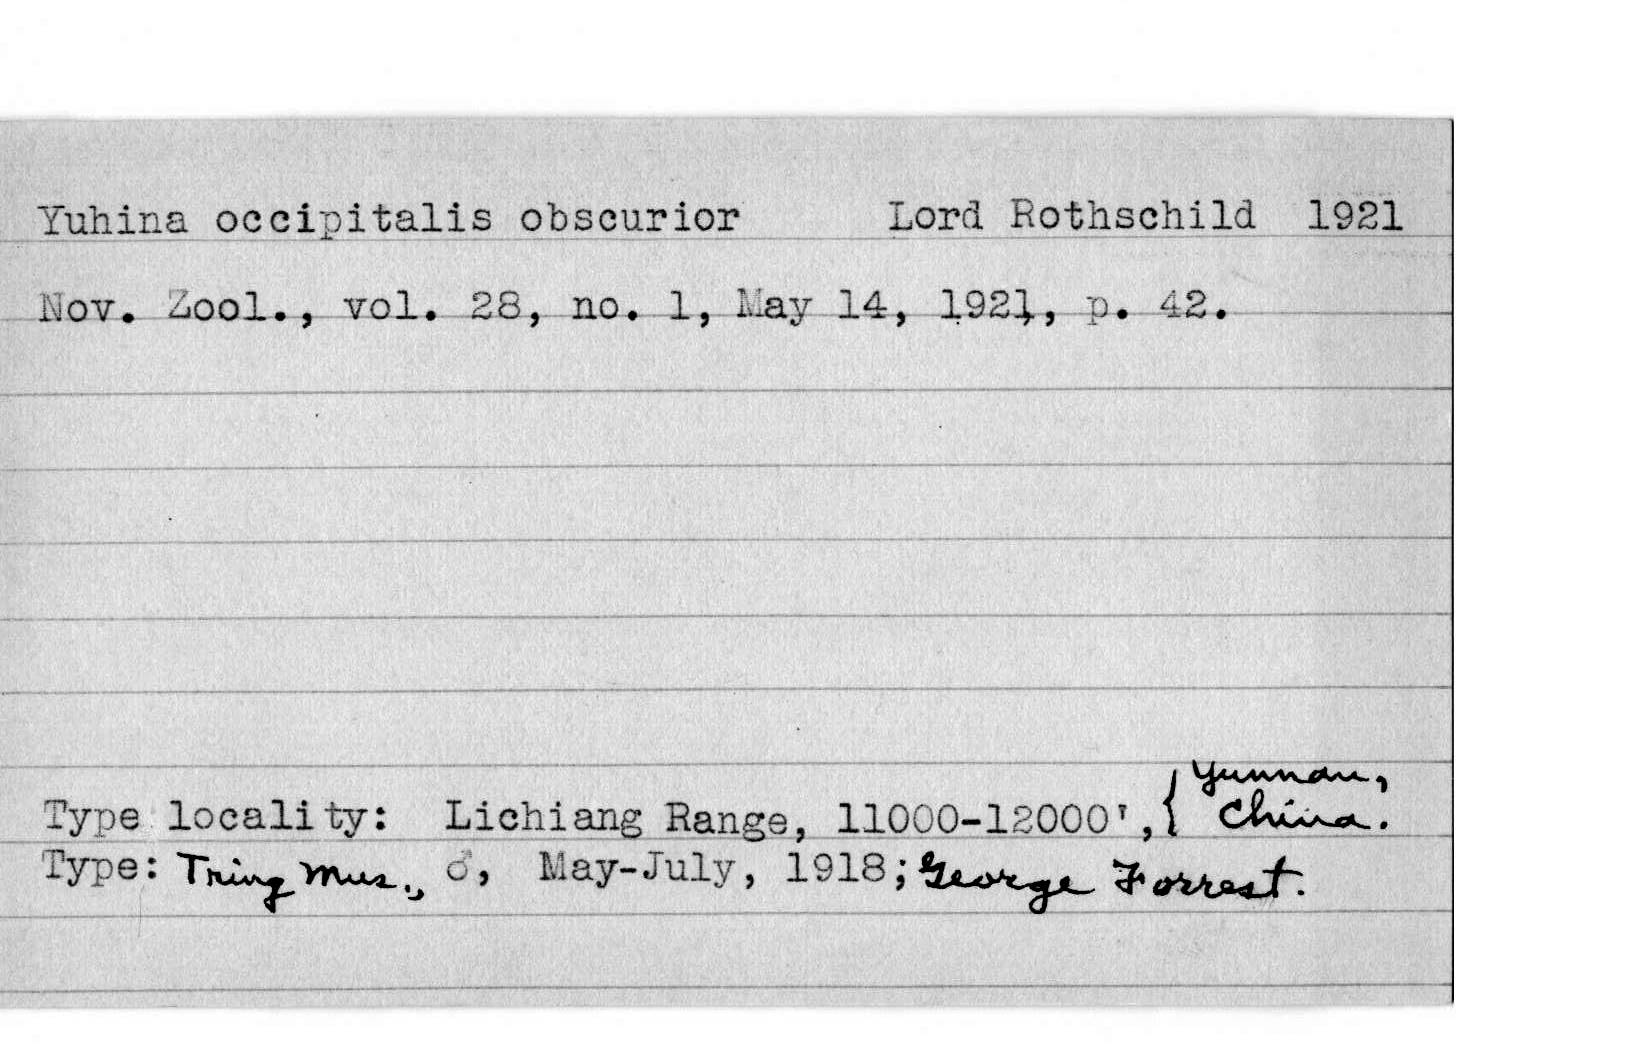 Yuhina occipitalis obscurior Lord Rothschild 1921
Nov. Zool., vol. 28, no. 1, May 14, 1921, p. 42.
Yunnan,
Type locality: Lichiang Range, 11000-12000', { China.
Type: Tring Mus., ♂, May-July, 1918; George Forrest.